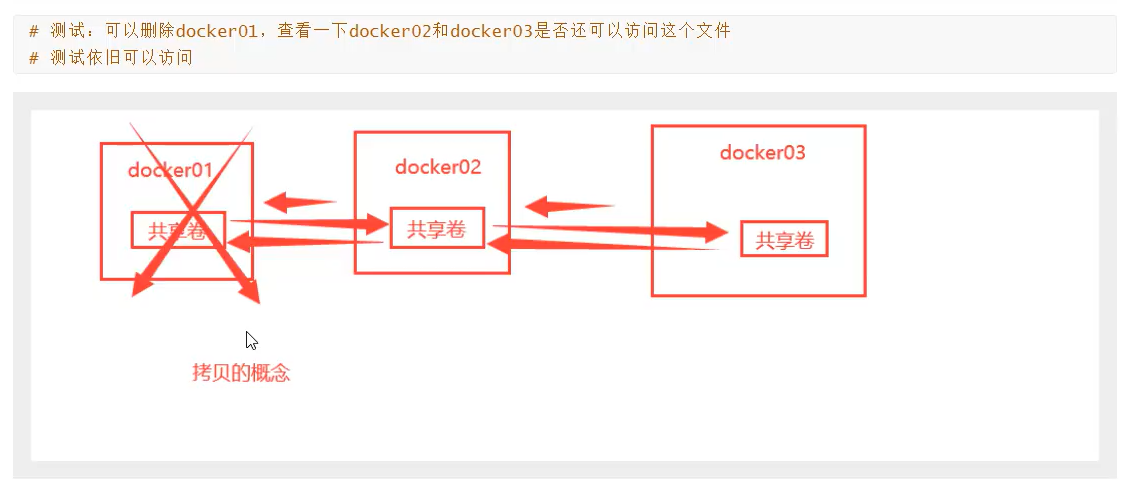 # 测试：可以删除docker01，查看一下docker02和docker03是否还可以访问这个文件
# 测试依旧可以访问
docker01
docker02
docker03
共享卷
共享卷
共享卷
拷贝的概念